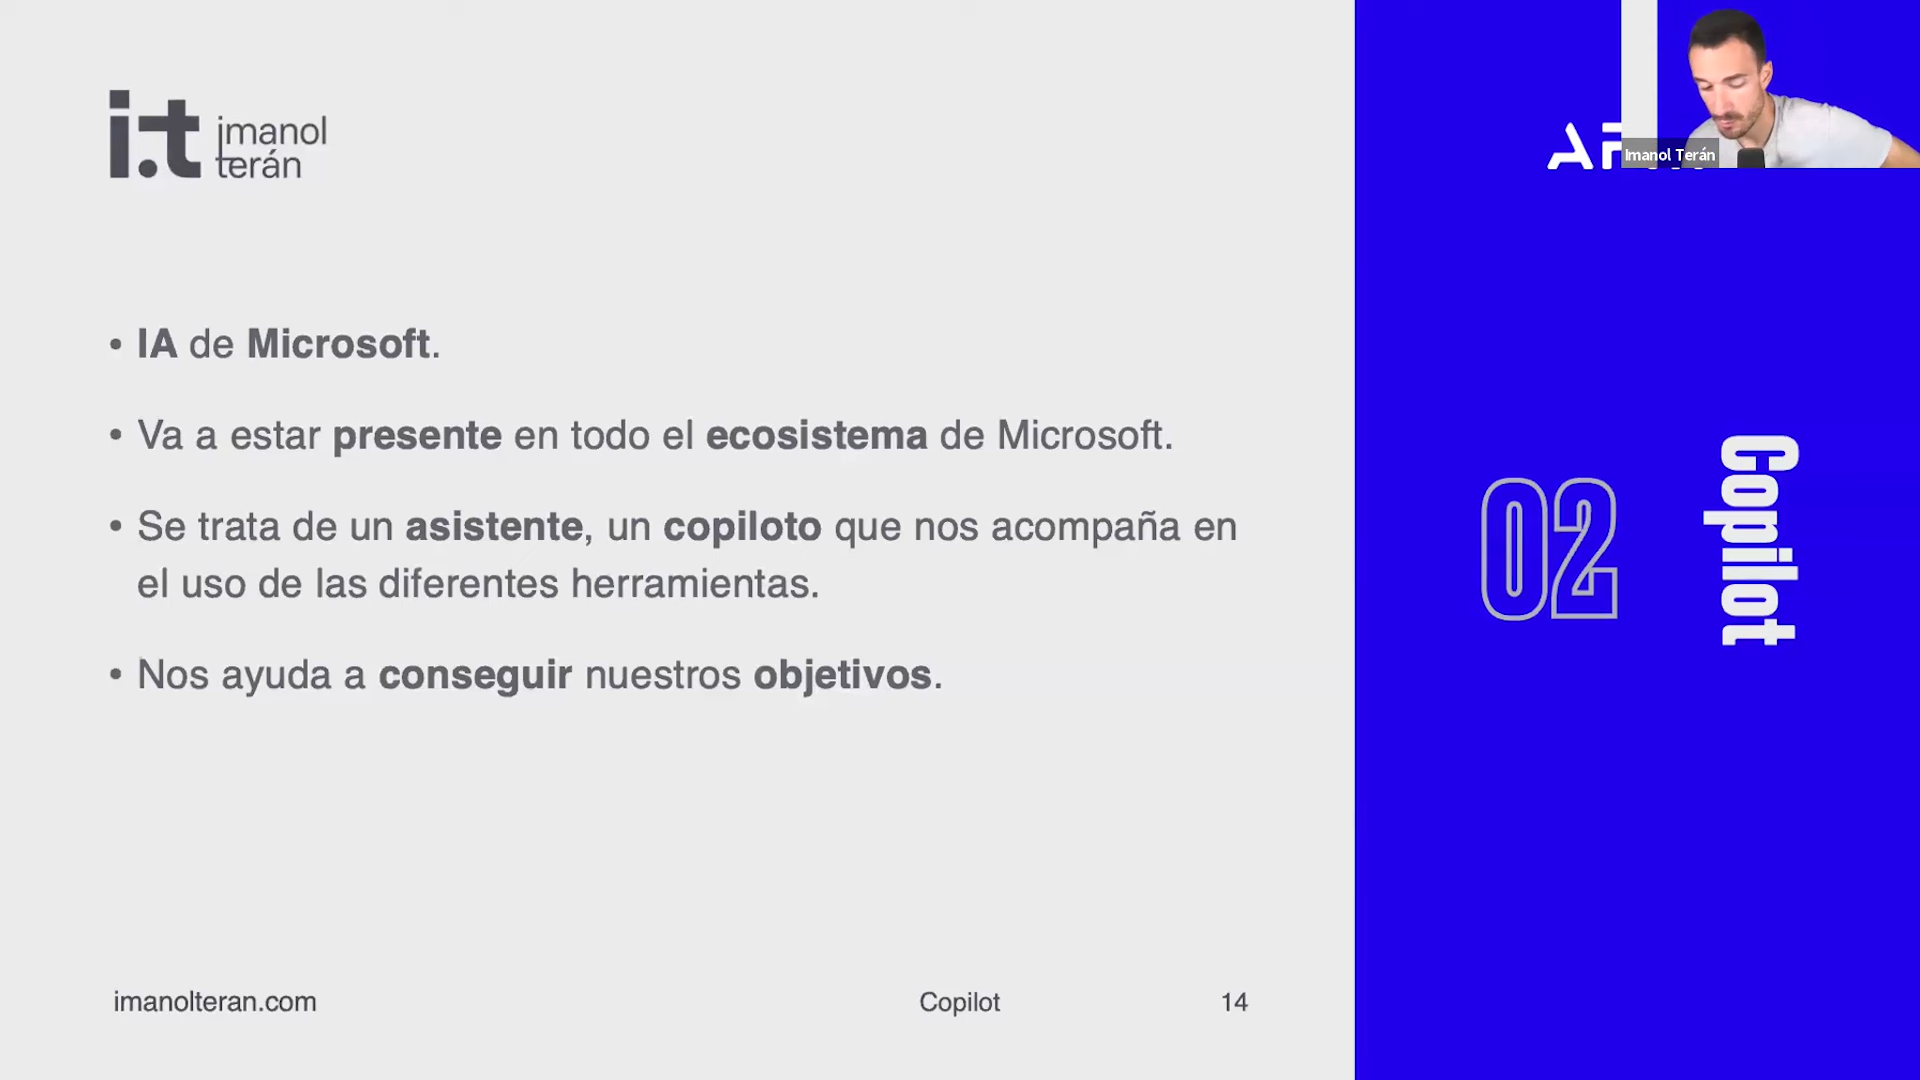 i.t imanol
terán
Imanol Terán
• IA de Microsoft.
• Va a estar presente en todo el ecosistema de Microsoft.
• Se trata de un asistente, un copiloto que nos acompaña en
el uso de las diferentes herramientas.
• Nos ayuda a conseguir nuestros objetivos.
02
Copilot
imanolteran.com
Copilot
14